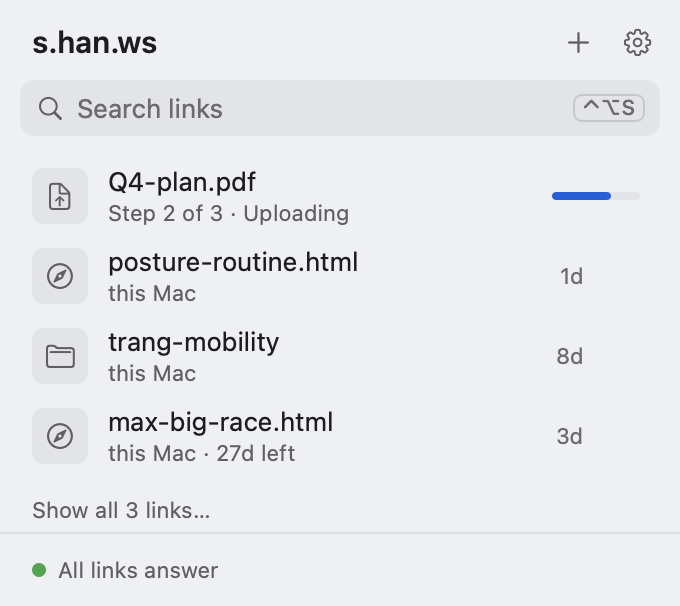 s.han.ws
Search links
^⌥S
Q4-plan.pdf
Step 2 of 3 · Uploading
posture-routine.html
this Mac
1d
trang-mobility
this Mac
8d
max-big-race.html
this Mac · 27d left
3d
Show all 3 links...
All links answer